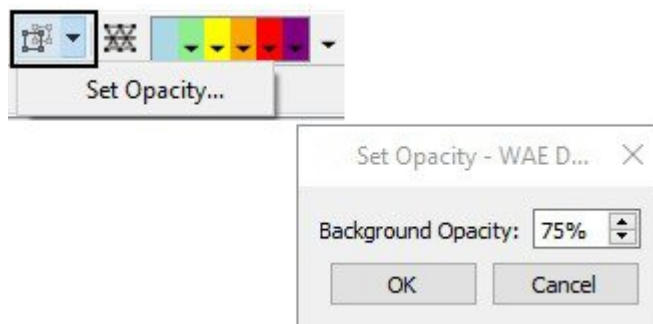 Set Opacity...
Set Opacity - WAE D...
Background Opacity: 75%
OK Cancel